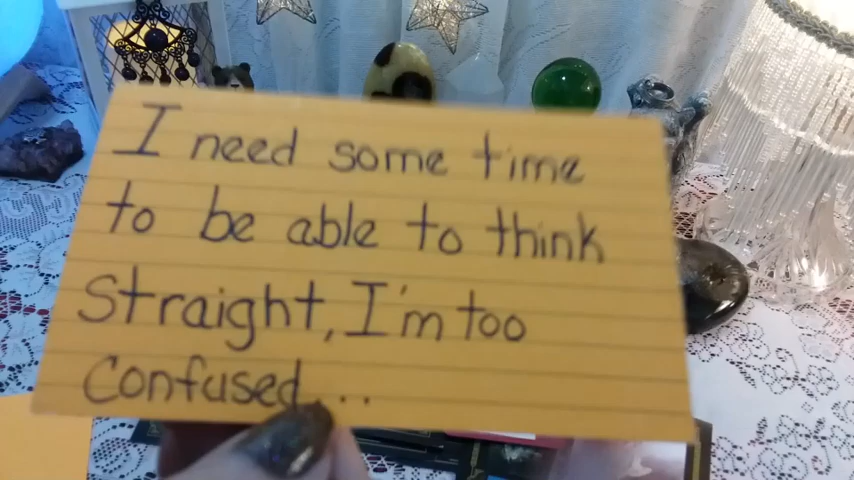 I need some time
to be able to think
Straight, I'm too
Confused...